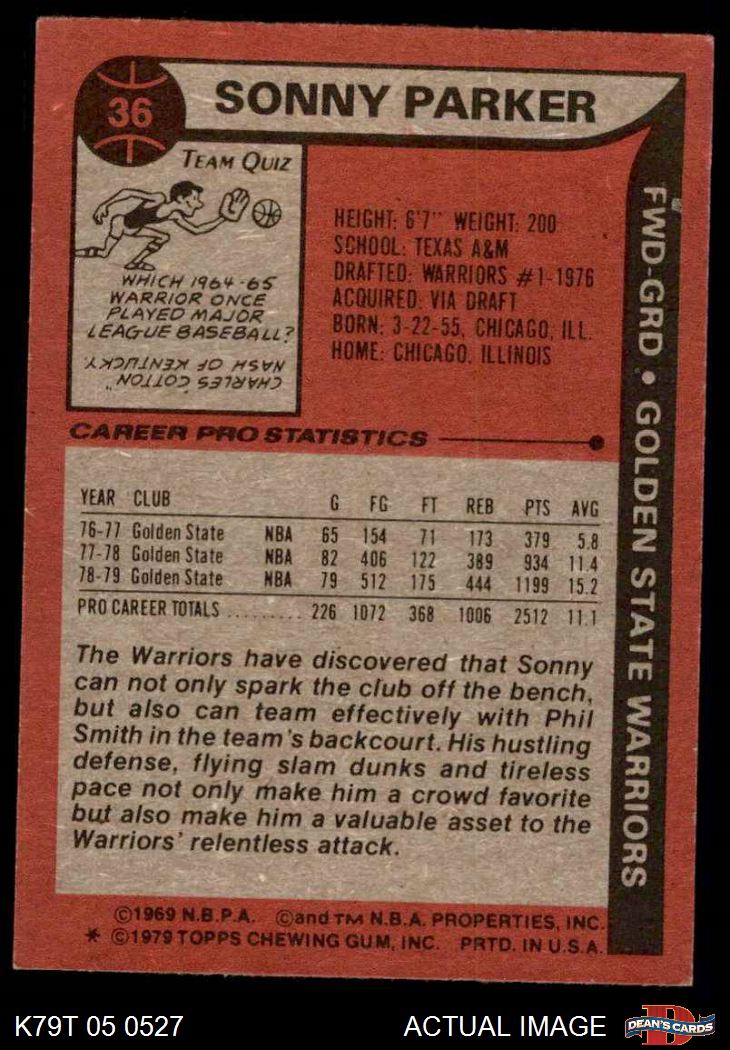 36
SONNY PARKER
TEAM QUIZ
WHICH 1964-65
WARRIOR ONCE
PLAYED MAJOR
LEAGUE BASEBALL?
CHARLES "COTTON"
NASH OF KENTUCKY.
HEIGHT: 6'7" WEIGHT: 200
SCHOOL: TEXAS A&M
DRAFTED: WARRIORS #1-1976
ACQUIRED: VIA DRAFT
BORN: 3-22-55, CHICAGO, ILL.
HOME: CHICAGO, ILLINOIS
FWD-GRD • GOLDEN STATE WARRIORS
CAREER PRO STATISTICS
YEAR CLUB G FG FT REB PTS AVG
76-77 Golden State NBA 65 154 71 173 379 5.8
77-78 Golden State NBA 82 406 122 389 934 11.4
78-79 Golden State NBA 79 512 175 444 1199 15.2
PRO CAREER TOTALS ......... 226 1072 368 1006 2512 11.1
The Warriors have discovered that Sonny
can not only spark the club off the bench,
but also can team effectively with Phil
Smith in the team's backcourt. His hustling
defense, flying slam dunks and tireless
pace not only make him a crowd favorite
but also make him a valuable asset to the
Warriors' relentless attack.
©1969 N.B.P.A. ©and TM N.B.A. PROPERTIES, INC.
* ©1979 TOPPS CHEWING GUM, INC. PRTD. IN U.S.A.
K79T 05 0527
ACTUAL IMAGE
D
DEAN'S CARDS